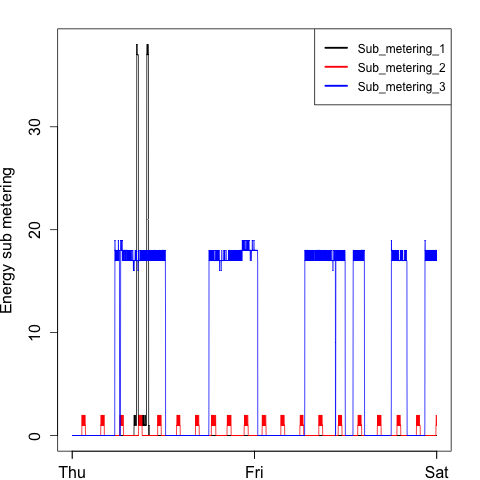 Sub_metering_1
Sub_metering_2
Sub_metering_3
Energy sub metering
30
20
10
0
Thu Fri Sat